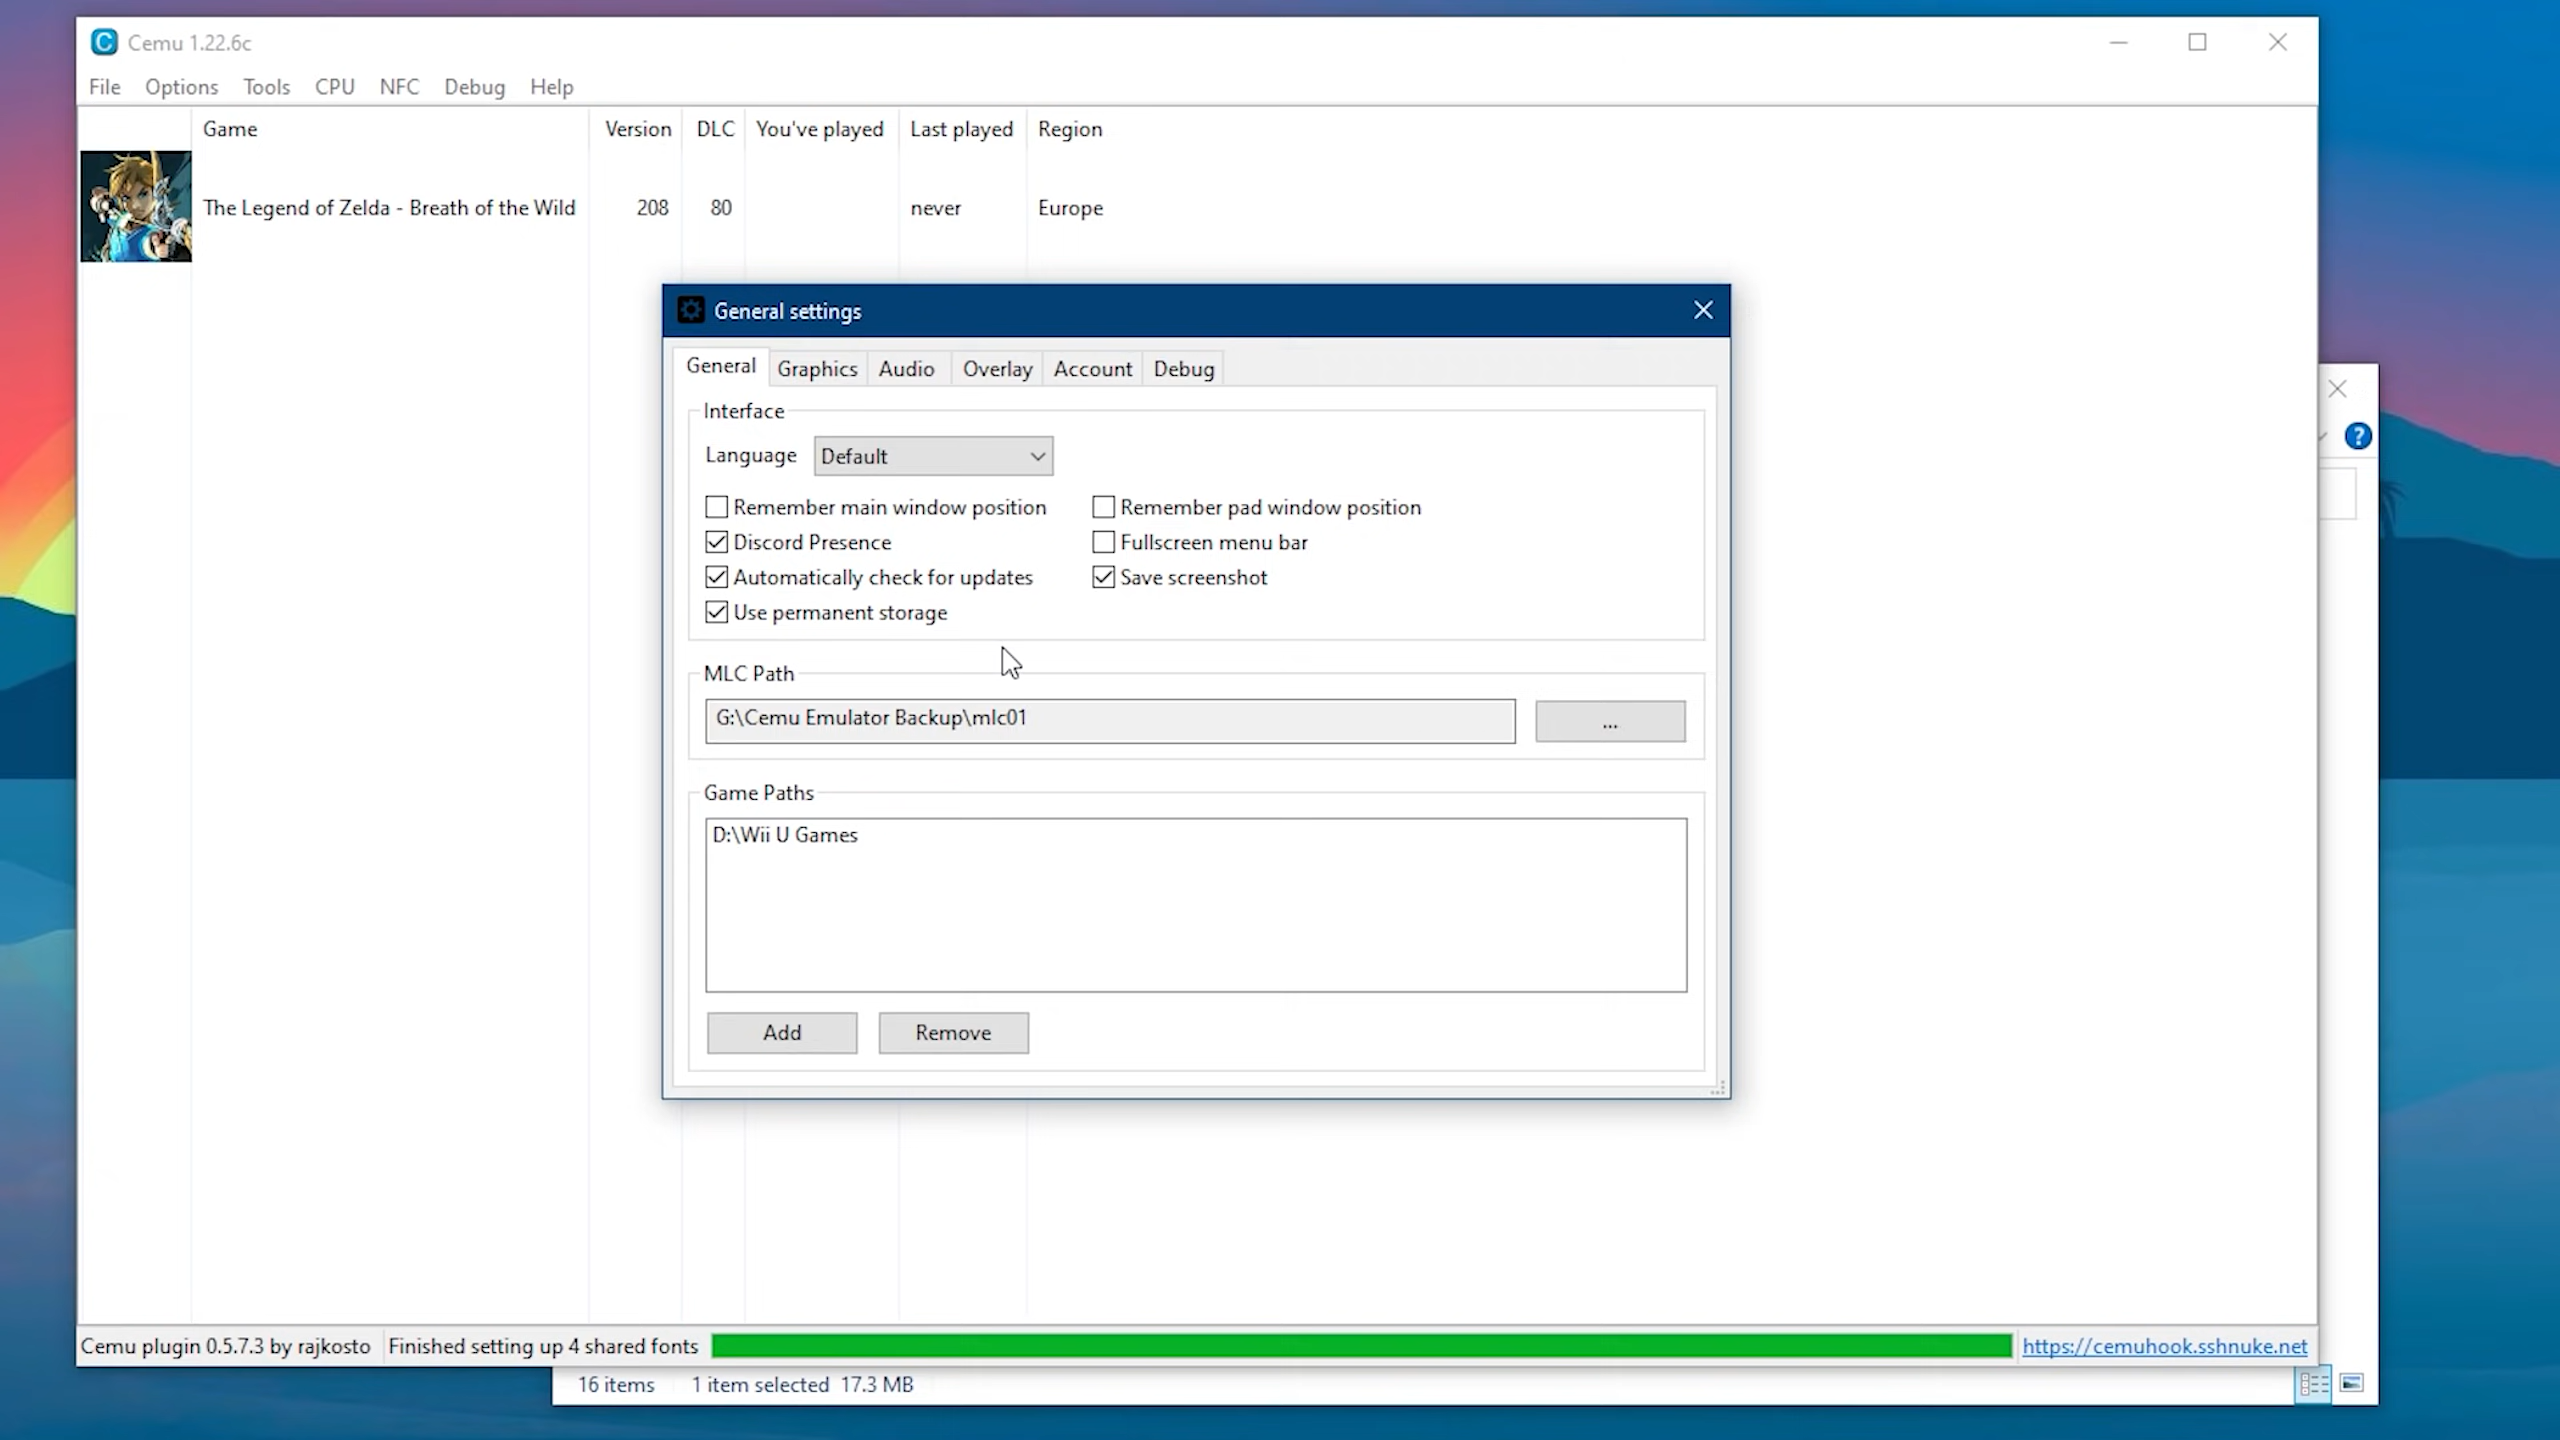 Cemu 1.22.6c
File Options Tools CPU NFC Debug Help
Game Version DLC You've played Last played Region
The Legend of Zelda - Breath of the Wild 208 80 never Europe
General settings
General Graphics Audio Overlay Account Debug
Interface
Language Default
Remember main window position Remember pad window position
Discord Presence Fullscreen menu bar
Automatically check for updates Save screenshot
Use permanent storage
MLC Path
G:\Cemu Emulator Backup\mlc01 ...
Game Paths
D:\Wii U Games
Add Remove
Cemu plugin 0.5.7.3 by rajkosto Finished setting up 4 shared fonts https://cemuhook.sshnuke.net
16 items 1 item selected 17.3 MB